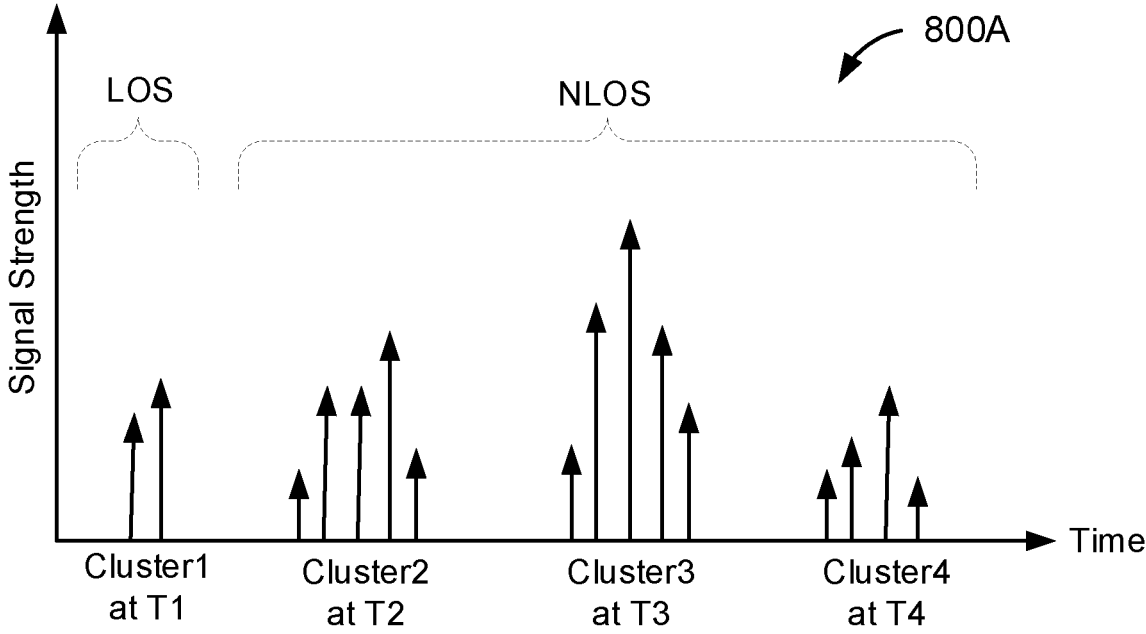 800A
LOS
NLOS
Signal Strength
Time
Cluster1
at T1
Cluster2
at T2
Cluster3
at T3
Cluster4
at T4